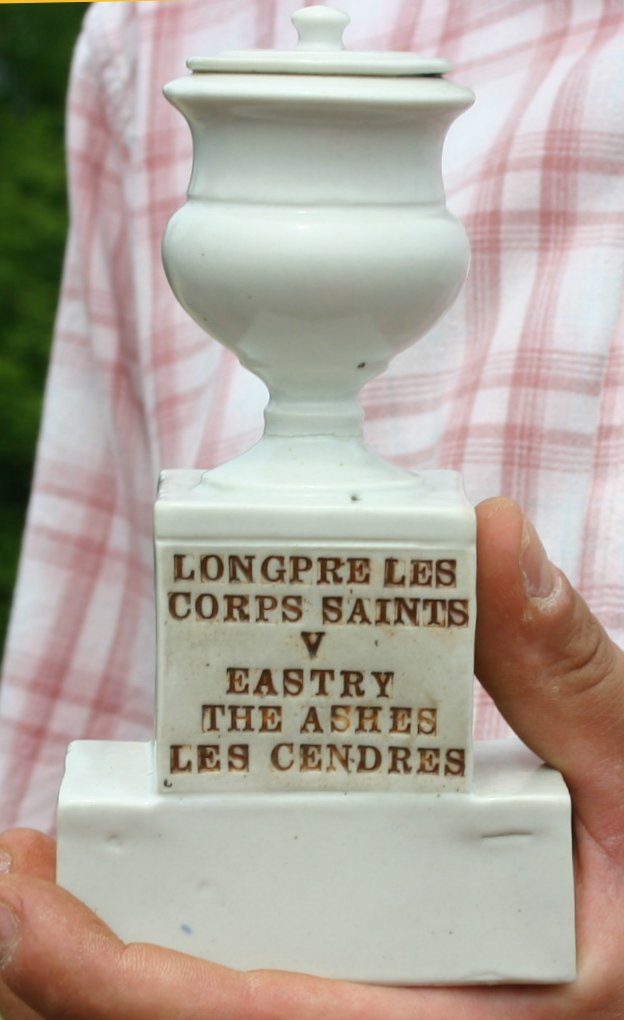 LONGPRE LES
CORPS SAINTS
V
EASTRY
THE ASHES
LES CENDRES